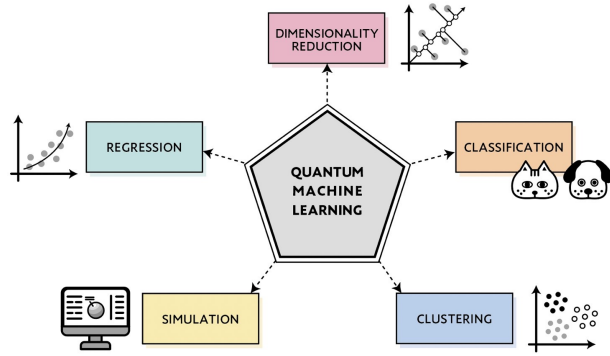 DIMENSIONALITY
REDUCTION
REGRESSION
CLASSIFICATION
QUANTUM
MACHINE
LEARNING
SIMULATION
CLUSTERING